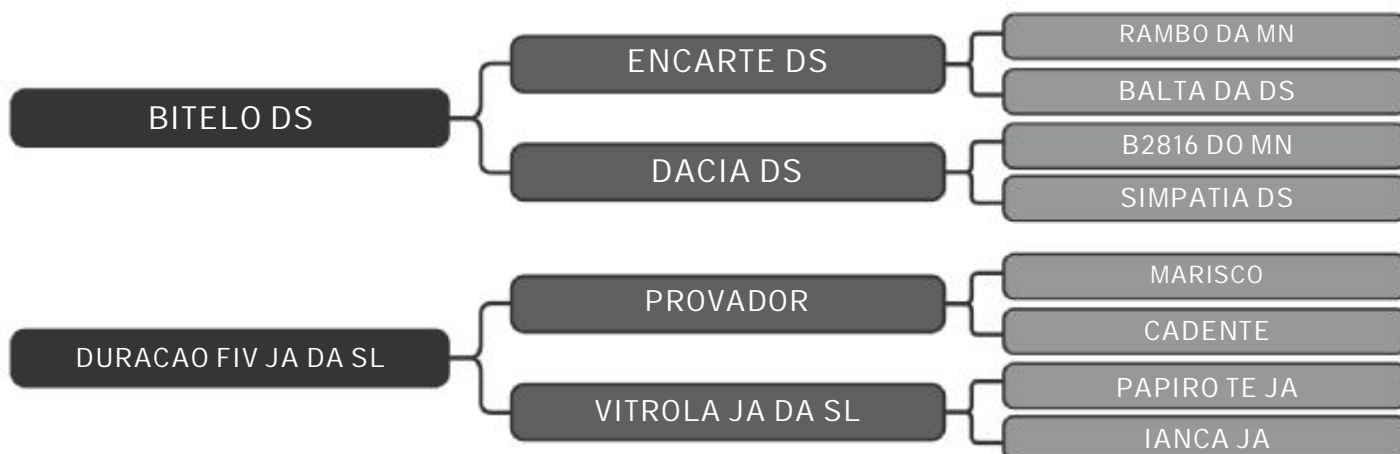 BITELO DS
ENCARTE DS
RAMBO DA MN
BALTA DA DS
DACIA DS
B2816 DO MN
SIMPATIA DS
DURACAO FIV JA DA SL
PROVADOR
MARISCO
CADENTE
VITROLA JA DA SL
PAPIRO TE JA
IANCA JA